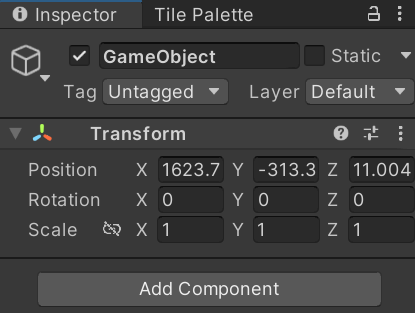 Inspector Tile Palette
GameObject Static
Tag Untagged Layer Default
Transform
Position X 1623.7 Y -313.3 Z 11.004
Rotation X 0 Y 0 Z 0
Scale X 1 Y 1 Z 1
Add Component